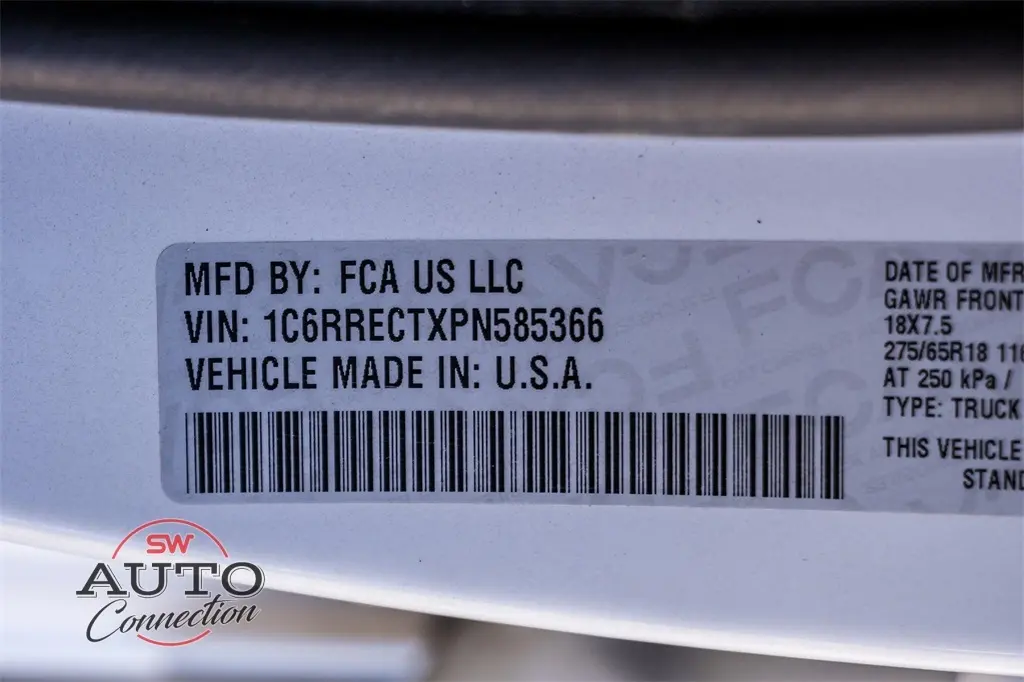 MFD BY: FCA US LLC
VIN: 1C6RRECTXPN585366
VEHICLE MADE IN: U.S.A.
DATE OF MFR
GAWR FRONT
18X7.5
275/65R18 116
AT 250 kPa /
TYPE: TRUCK
THIS VEHICLE
STAND
SW
AUTO
Connection